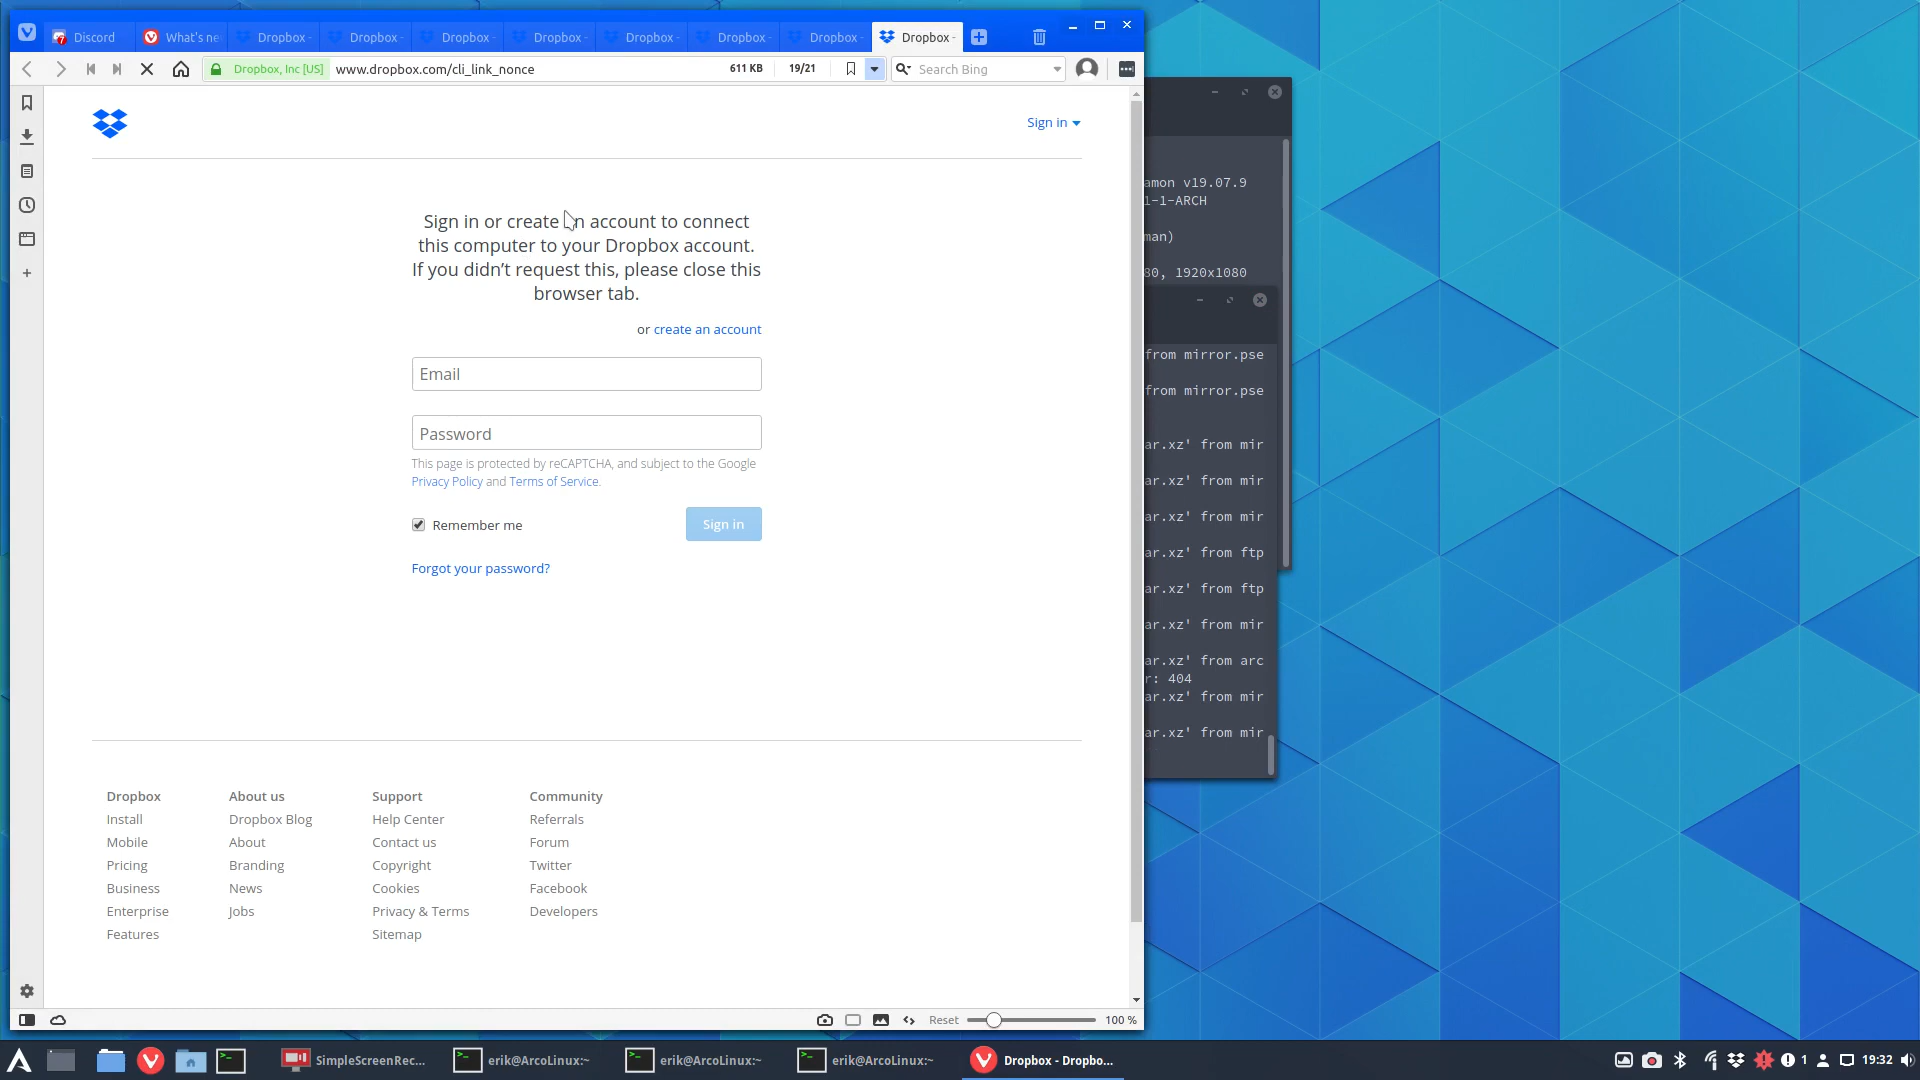 Discord
What's ne
Dropbox -
Dropbox -
Dropbox -
Dropbox -
Dropbox -
Dropbox -
Dropbox -
Dropbox -
Dropbox, Inc [US]
www.dropbox.com/cli_link_nonce
611 KB
19/21
Search Bing
Sign in
Sign in or create an account to connect
this computer to your Dropbox account.
If you didn't request this, please close this
browser tab.
or create an account
Email
Password
This page is protected by reCAPTCHA, and subject to the Google
Privacy Policy and Terms of Service.
Remember me
Sign in
Forgot your password?
Dropbox
Install
Mobile
Pricing
Business
Enterprise
Features
About us
Dropbox Blog
About
Branding
News
Jobs
Support
Help Center
Contact us
Copyright
Cookies
Privacy & Terms
Sitemap
Community
Referrals
Forum
Twitter
Facebook
Developers
Reset
100 %
amon v19.07.9
1-1-ARCH
man)
80, 1920x1080
from mirror.pse
from mirror.pse
ar.xz' from mir
ar.xz' from mir
ar.xz' from mir
ar.xz' from ftp
ar.xz' from ftp
ar.xz' from mir
ar.xz' from arc
r: 404
ar.xz' from mir
ar.xz' from mir
SimpleScreenRec...
erik@ArcoLinux:~
erik@ArcoLinux:~
erik@ArcoLinux:~
Dropbox - Dropbo...
1
19:32